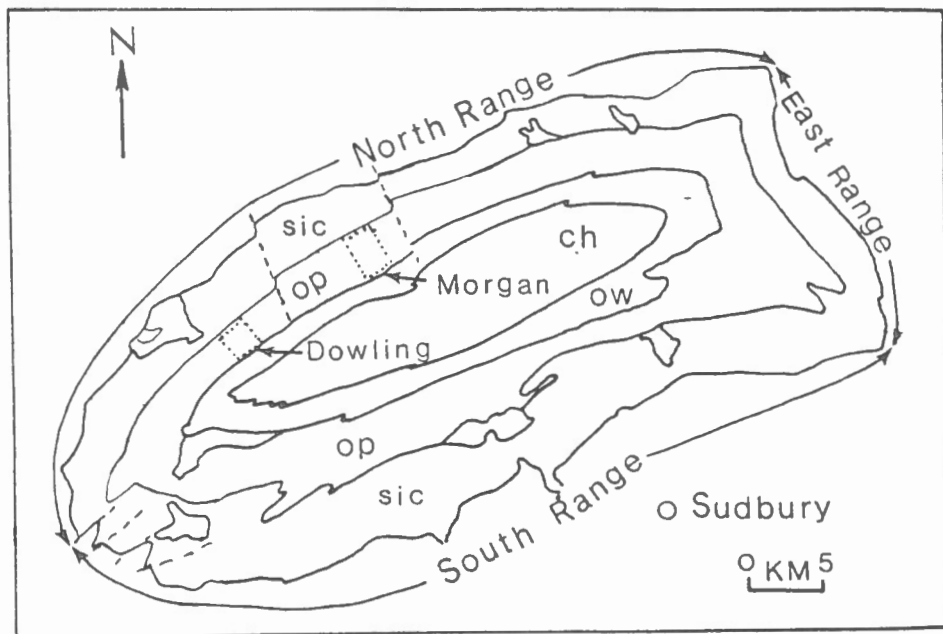 N
North Range
East Range
sic
ch
op
Morgan
ow
Dowling
op
sic
South Range
Sudbury
0 KM 5